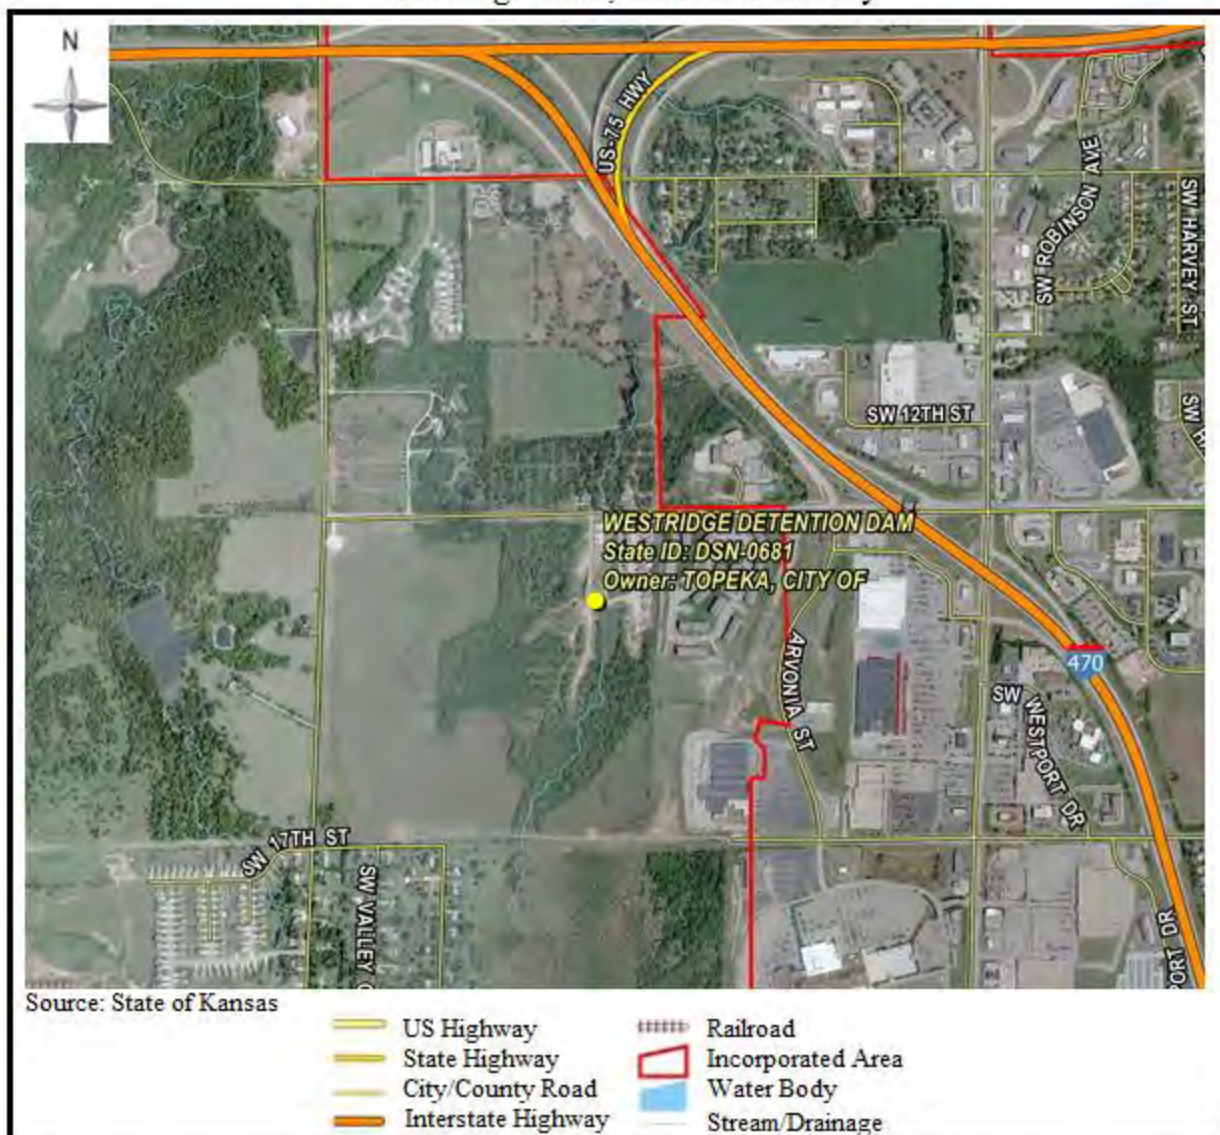 N
US-75 HWY
SW ROBINSON AVE
SW HARVEY ST
SW 12TH ST
SW
WESTRIDGE DETENTION DAM
State ID: DSN-0681
Owner: TOPEKA, CITY OF
ARVONIA ST
470
SW WESTPORT DR
SW 17TH ST
SW VALLEY
PORT DR
Source: State of Kansas
US Highway
State Highway
City/County Road
Interstate Highway
Railroad
Incorporated Area
Water Body
Stream/Drainage